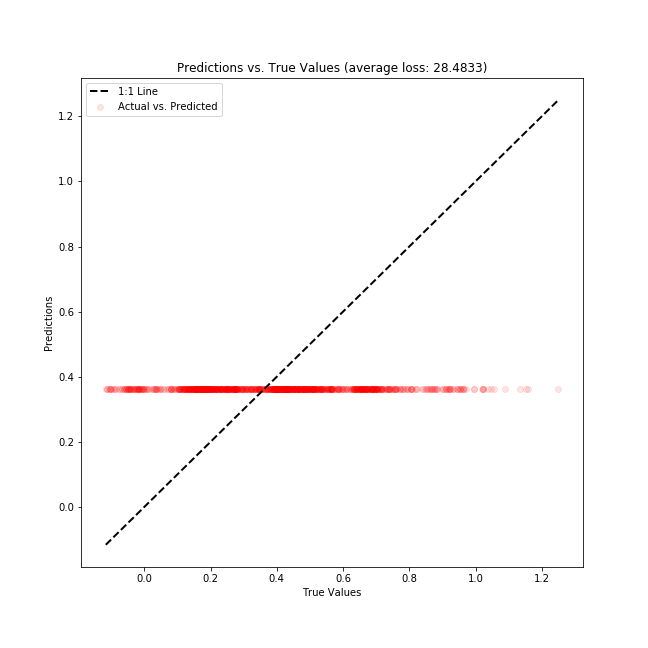 Predictions vs. True Values (average loss: 28.4833)
1:1 Line
Actual vs. Predicted
1.2
1.0
0.8
0.6
0.4
0.2
0.0
Predictions
0.0 0.2 0.4 0.6 0.8 1.0 1.2
True Values